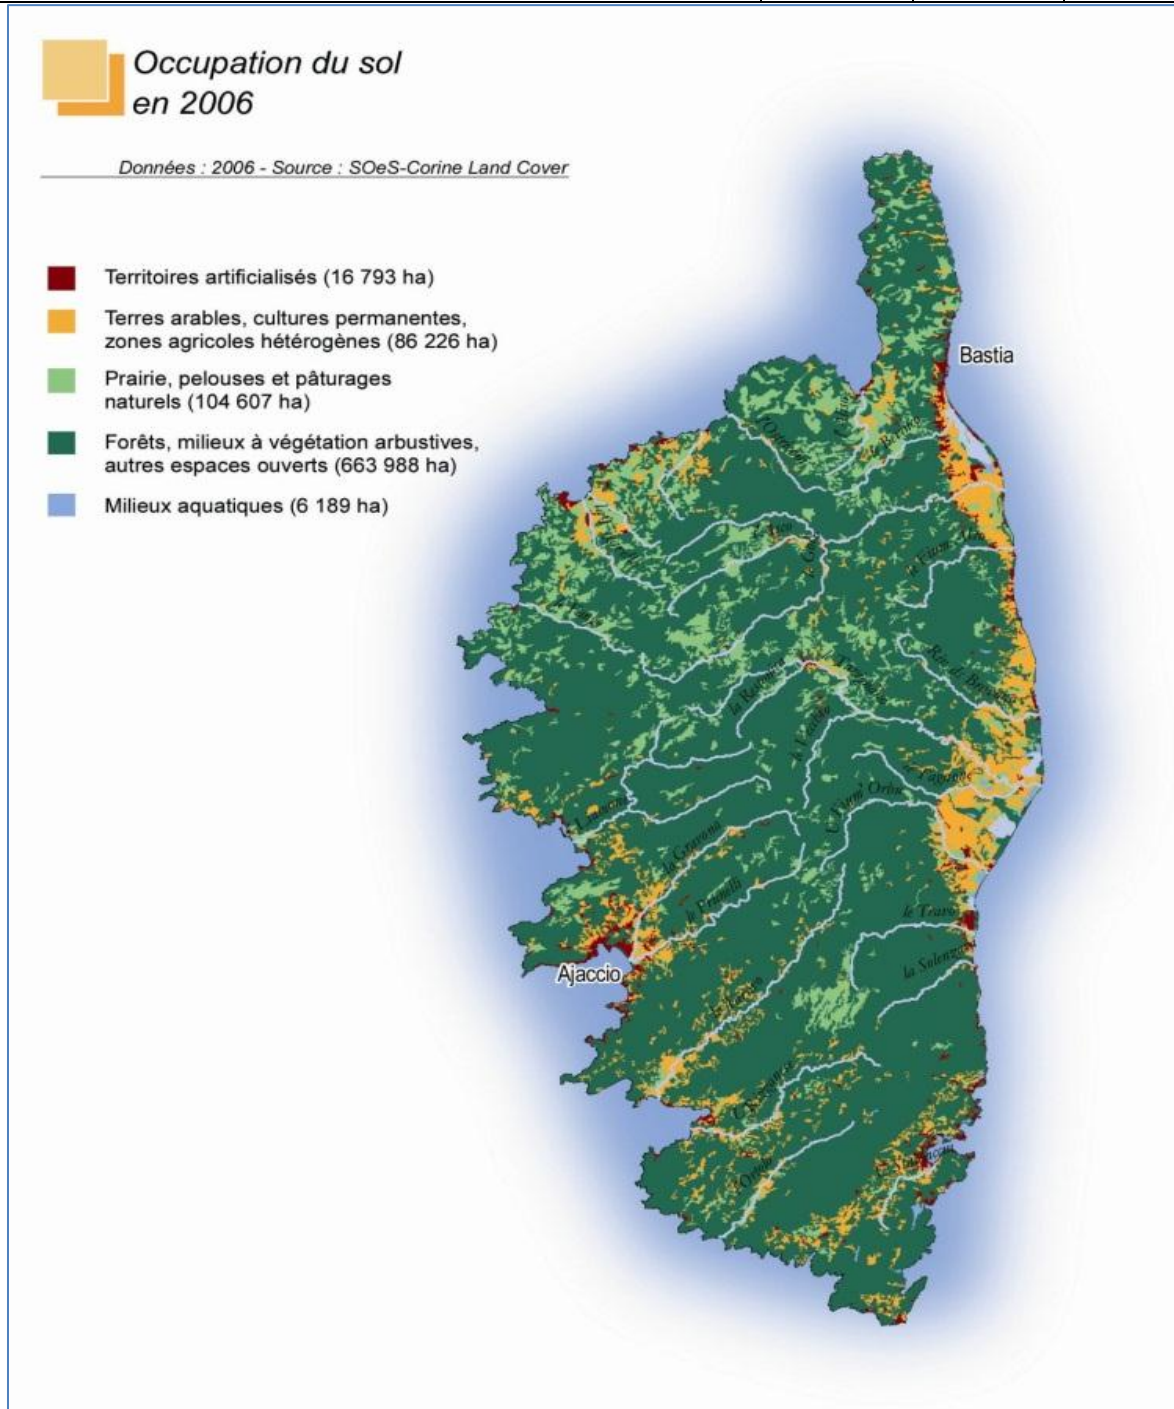 Occupation du sol
en 2006
Données : 2006 - Source : SOeS-Corine Land Cover
Territoires artificialisés (16 793 ha)
Terres arables, cultures permanentes,
zones agricoles hétérogènes (86 226 ha)
Prairie, pelouses et pâturages
naturels (104 607 ha)
Forêts, milieux à végétation arbustives,
autres espaces ouverts (663 988 ha)
Milieux aquatiques (6 189 ha)
Bastia
la Restonica
la Gravona
le Prunelli
le Travo
la Solenzara
Ajaccio